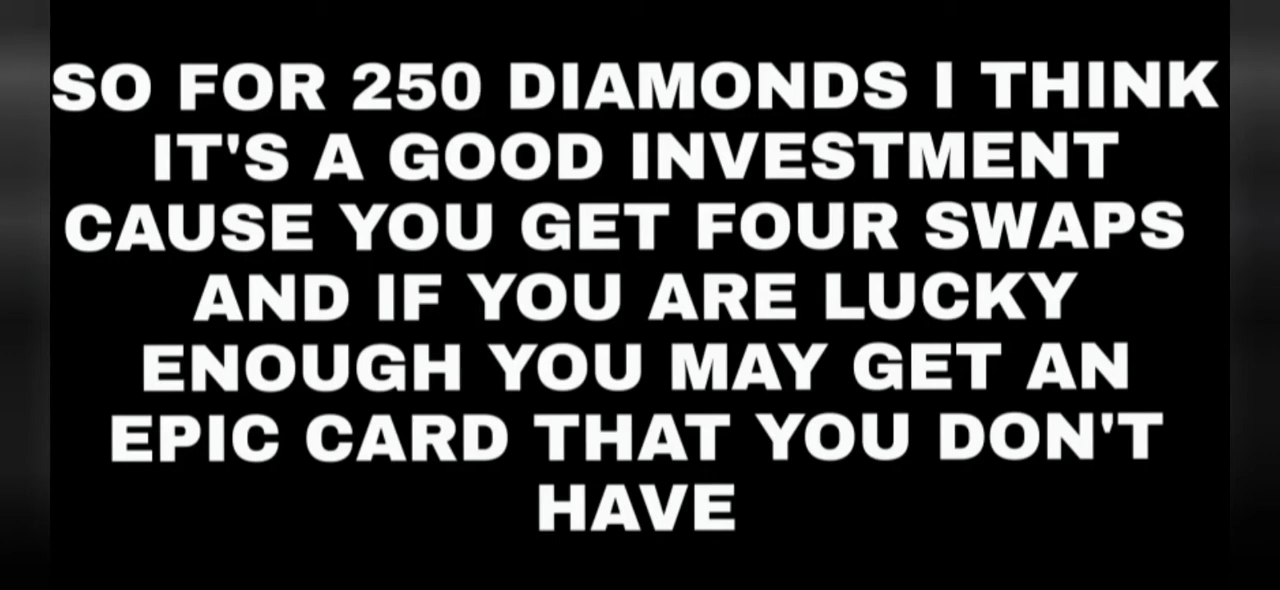 SO FOR 250 DIAMONDS I THINK
IT'S A GOOD INVESTMENT
CAUSE YOU GET FOUR SWAPS
AND IF YOU ARE LUCKY
ENOUGH YOU MAY GET AN
EPIC CARD THAT YOU DON'T
HAVE